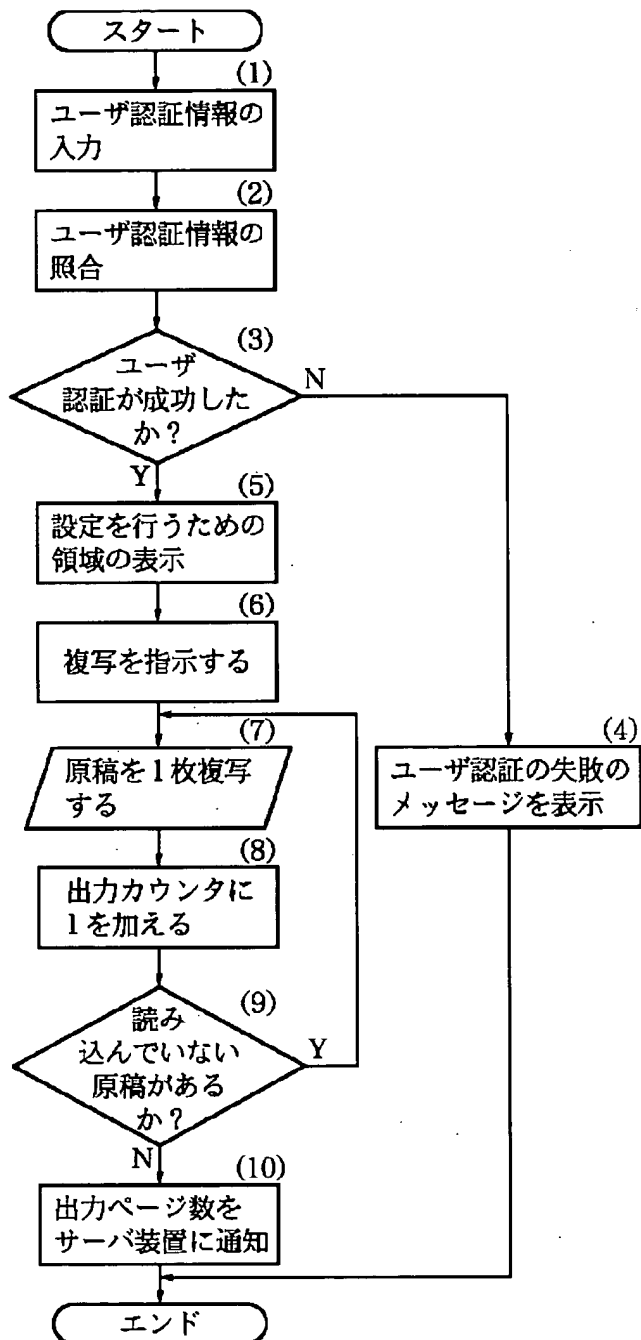 スタート
(1)
ユーザ認証情報の
入力
(2)
ユーザ認証情報の
照合
(3)
ユーザ
認証が成功した
か?
N
Y
(5)
設定を行うための
領域の表示
(6)
複写を指示する
(7)
原稿を1枚複写
する
(4)
ユーザ認証の失敗の
メッセージを表示
(8)
出力カウンタに
1を加える
(9)
読み
込んでいない
原稿がある
か?
Y
N
(10)
出力ページ数を
サーバ装置に通知
エンド